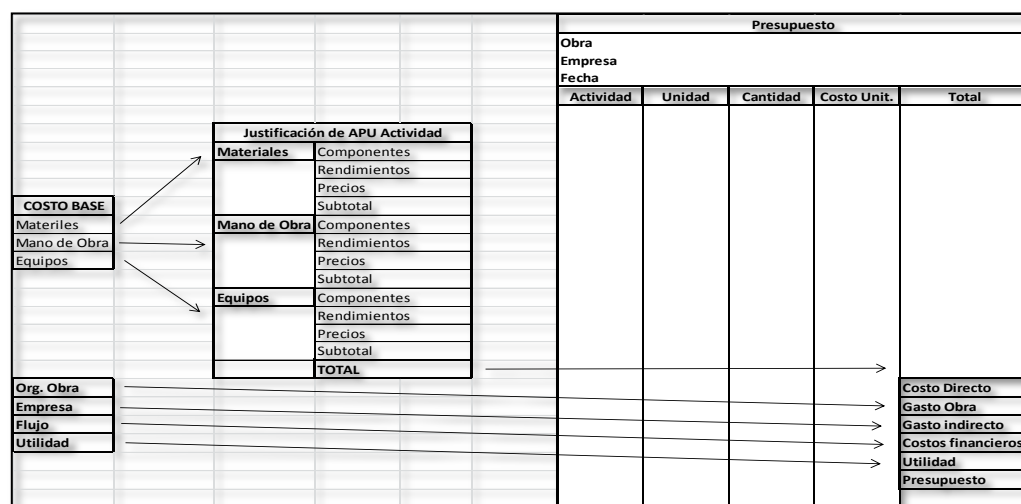 Presupuesto
Obra
Empresa
Fecha
Actividad Unidad Cantidad Costo Unit. Total
Justificación de APU Actividad
Materiales Componentes
Rendimientos
Precios
Subtotal
Mano de Obra Componentes
Rendimientos
Precios
Subtotal
Equipos Componentes
Rendimientos
Precios
Subtotal
TOTAL
COSTO BASE
Materiles
Mano de Obra
Equipos
Org. Obra
Empresa
Flujo
Utilidad
Costo Directo
Gasto Obra
Gasto indirecto
Costos financieros
Utilidad
Presupuesto